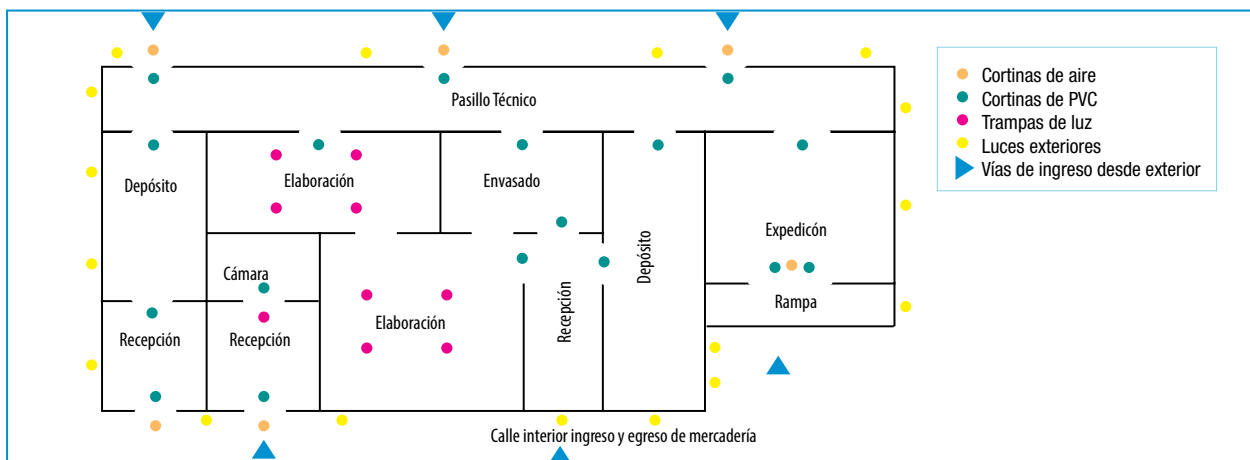 Cortinas de aire
Cortinas de PVC
Trampas de luz
Luces exteriores
Vías de ingreso desde exterior
Pasillo Técnico
Depósito
Elaboración
Envasado
Depósito
Expedicón
Cámara
Rampa
Recepción
Recepción
Elaboración
Recepción
Calle interior ingreso y egreso de mercadería